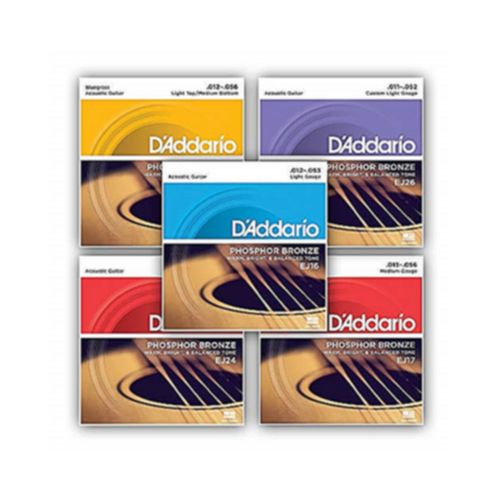 Bluegrass
Acoustic Guitar
.012-.056
Light Top/Medium Bottom
D'Addario
PHOSPHOR BRONZE
Acoustic Guitar
.011-.052
Custom Light Gauge
D'Addario
PHOSPHOR BRONZE
WARM, BRIGHT & BALANCED TONE
EJ26
Acoustic Guitar
.012-.053
Light Gauge
D'Addario
PHOSPHOR BRONZE
WARM, BRIGHT & BALANCED TONE
EJ16
Acoustic Guitar
PHOSPHOR BRONZE
WARM, BRIGHT & BALANCED TONE
EJ24
.013-.056
Medium Gauge
D'Addario
PHOSPHOR BRONZE
WARM, BRIGHT & BALANCED TONE
EJ17